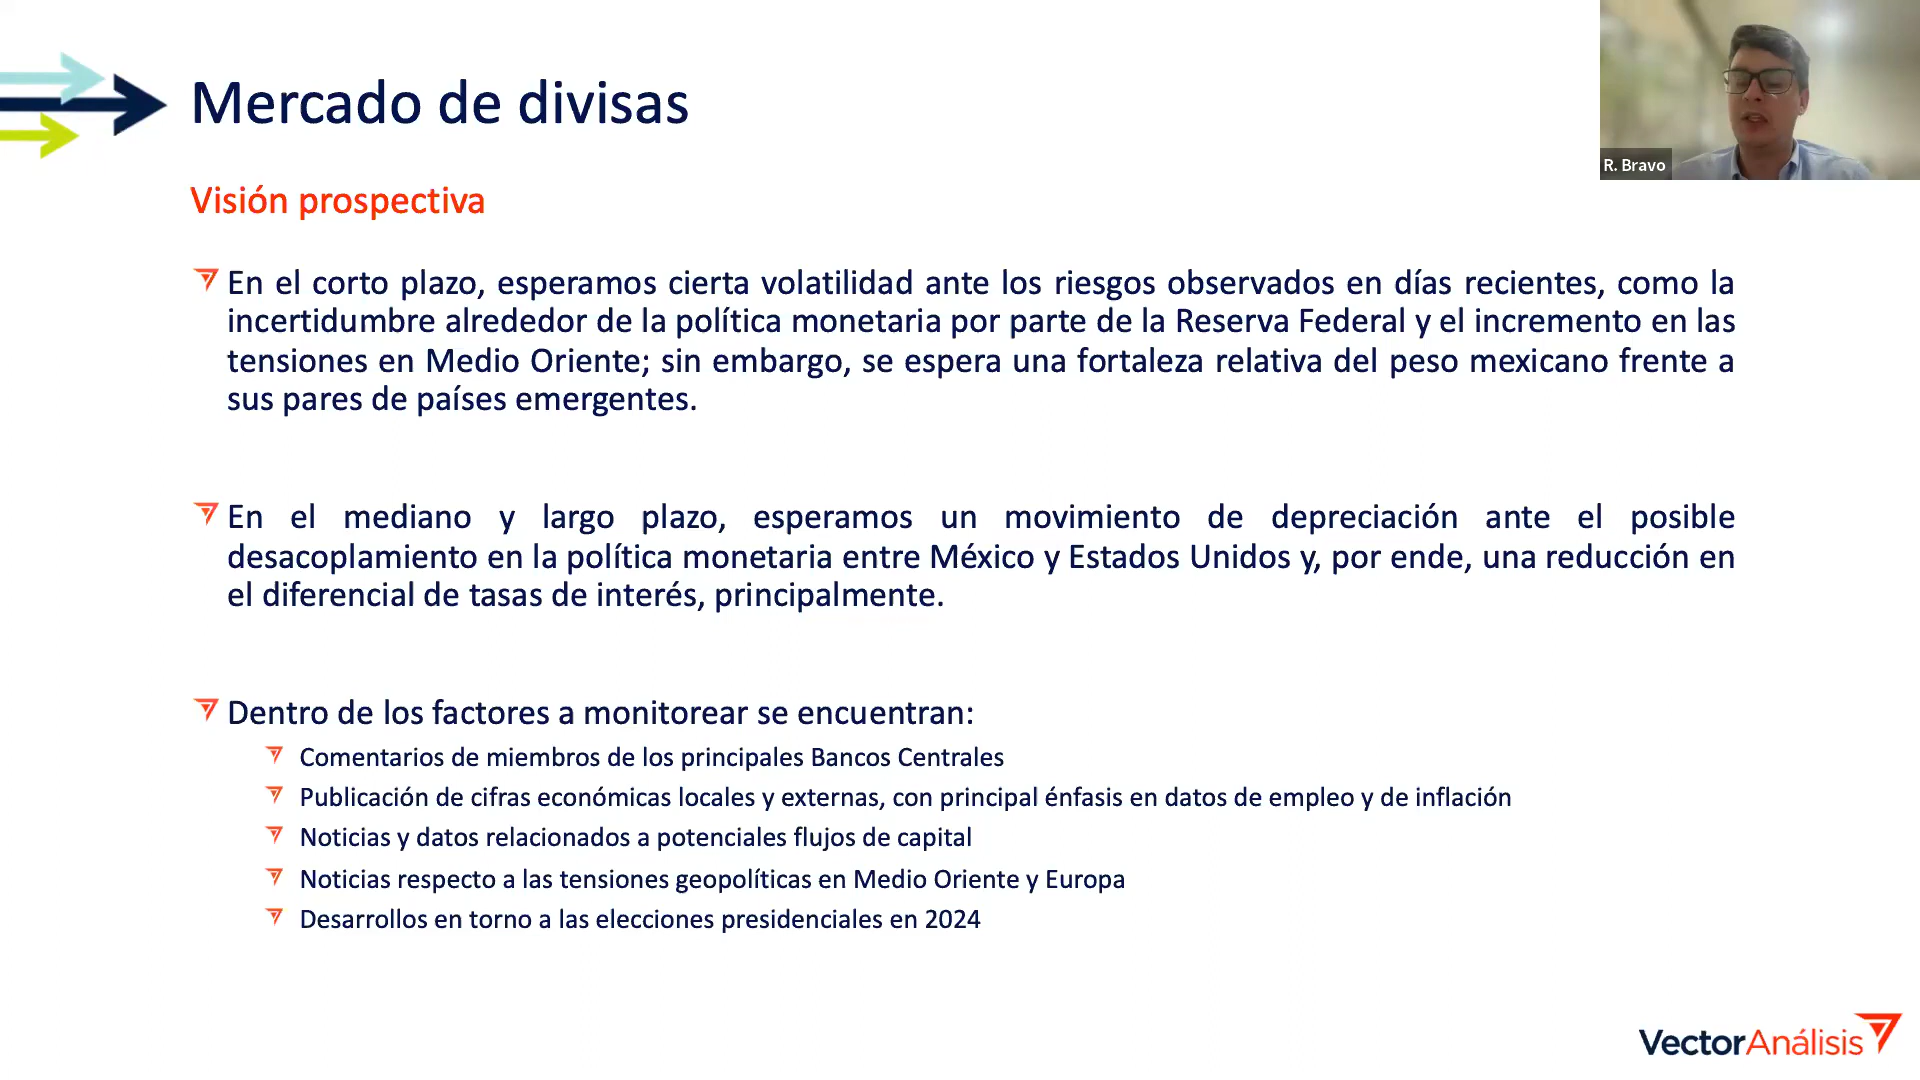 Mercado de divisas
R. Bravo
Visión prospectiva
En el corto plazo, esperamos cierta volatilidad ante los riesgos observados en días recientes, como la
incertidumbre alrededor de la política monetaria por parte de la Reserva Federal y el incremento en las
tensiones en Medio Oriente; sin embargo, se espera una fortaleza relativa del peso mexicano frente a
sus pares de países emergentes.
En el mediano y largo plazo, esperamos un movimiento de depreciación ante el posible
desacoplamiento en la política monetaria entre México y Estados Unidos y, por ende, una reducción en
el diferencial de tasas de interés, principalmente.
Dentro de los factores a monitorear se encuentran:
Comentarios de miembros de los principales Bancos Centrales
Publicación de cifras económicas locales y externas, con principal énfasis en datos de empleo y de inflación
Noticias y datos relacionados a potenciales flujos de capital
Noticias respecto a las tensiones geopolíticas en Medio Oriente y Europa
Desarrollos en torno a las elecciones presidenciales en 2024
VectorAnálisis